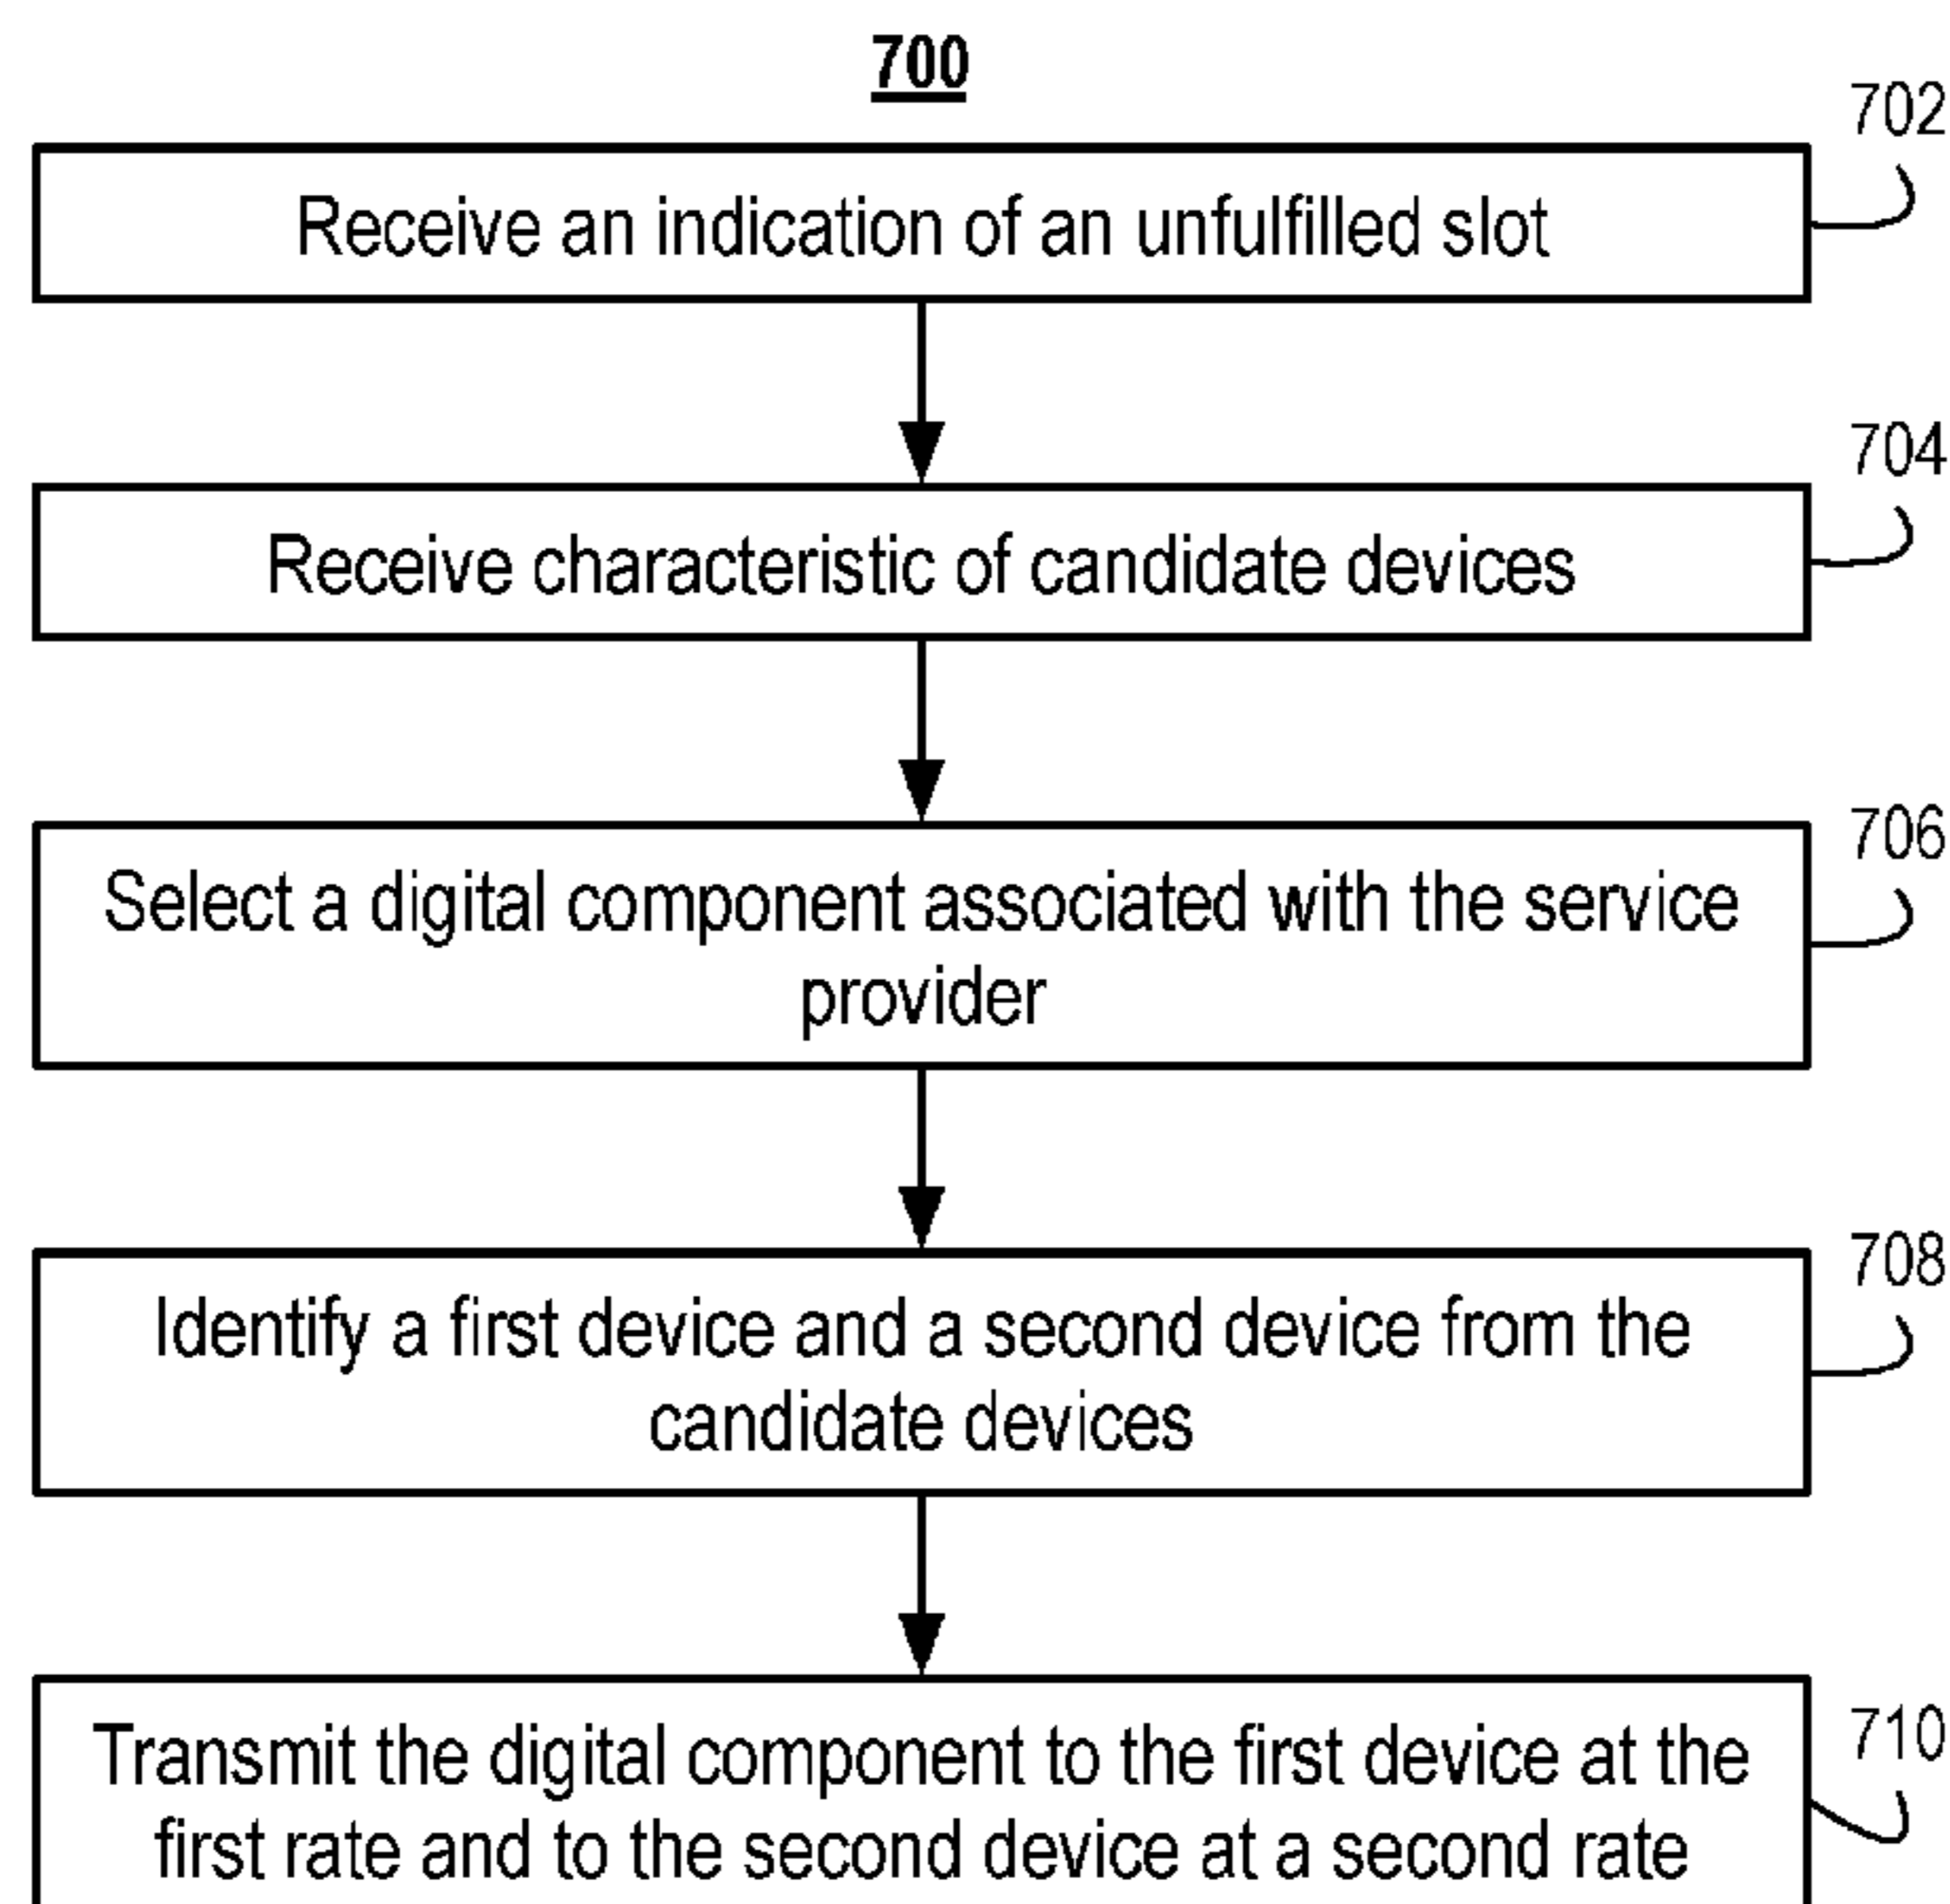 700
702
Receive an indication of an unfulfilled slot
704
Receive characteristic of candidate devices
706
Select a digital component associated with the service
provider
708
Identify a first device and a second device from the
candidate devices
710
Transmit the digital component to the first device at the
first rate and to the second device at a second rate